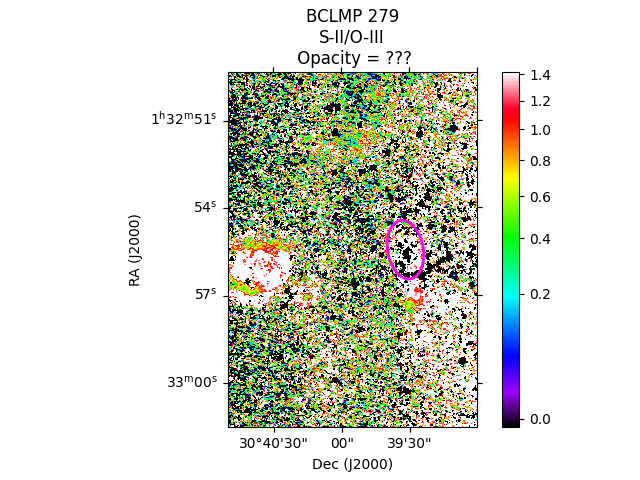 BCLMP 279
S-II/O-III
Opacity = ???
1h32m51s
54s
57s
33m00s
RA (J2000)
30°40'30" 00" 39'30"
Dec (J2000)
1.4
1.2
1.0
0.8
0.6
0.4
0.2
0.0